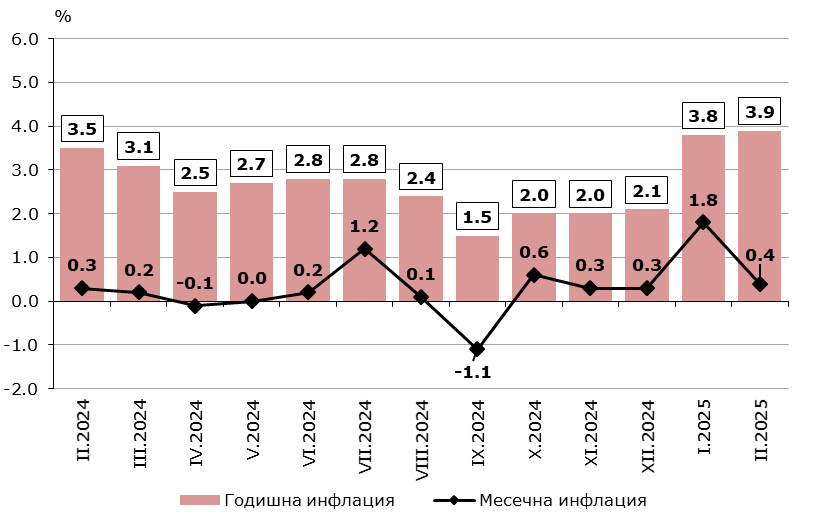 %
6.0
5.0
4.0
3.0
2.0
1.0
0.0
-1.0
-2.0
3.5
3.1
2.5
2.7
2.8
2.8
2.4
1.5
2.0
2.0
2.1
3.8
3.9
0.3
0.2
-0.1
0.0
0.2
1.2
0.1
-1.1
0.6
0.3
0.3
1.8
0.4
II.2024
III.2024
IV.2024
V.2024
VI.2024
VII.2024
VIII.2024
IX.2024
X.2024
XI.2024
XII.2024
I.2025
II.2025
Годишна инфлация
Месечна инфлация